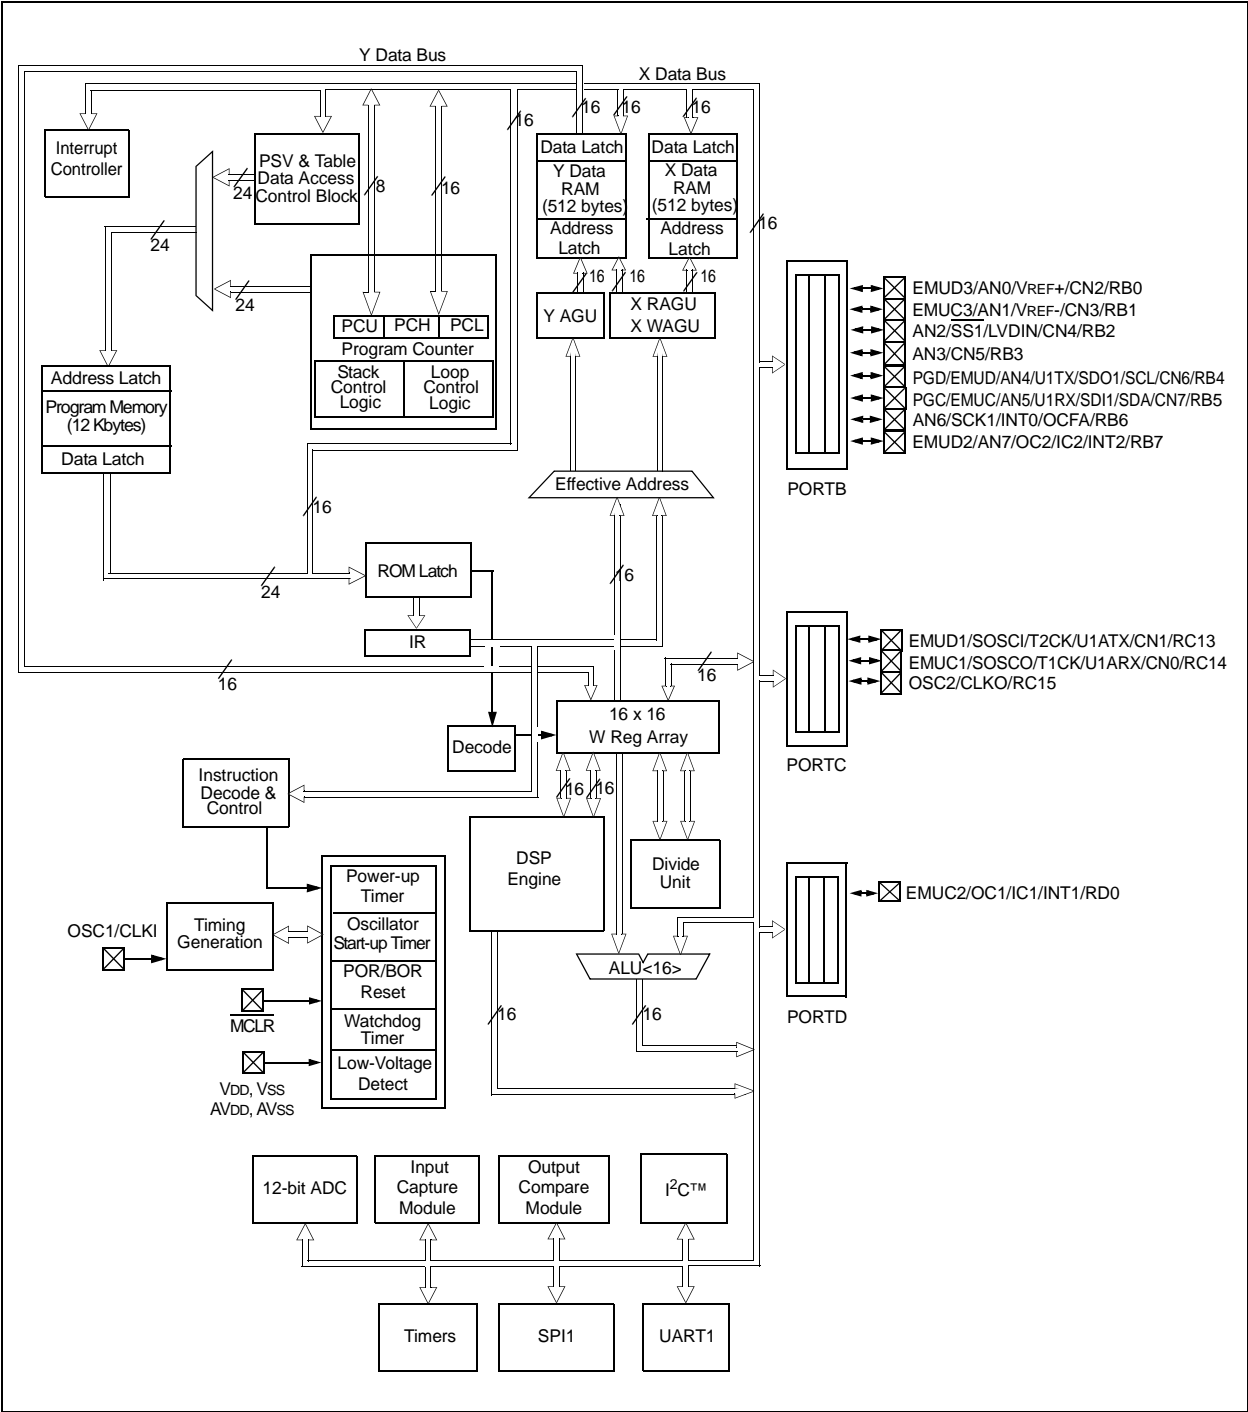 Y Data Bus
X Data Bus
16
16
16
16
Interrupt
Controller
PSV & Table
Data Access
Control Block
24
8
16
Data Latch
Y Data
RAM
(512 bytes)
Address
Latch
Data Latch
X Data
RAM
(512 bytes)
Address
Latch
16
24
24
16
16
16
Y AGU
X RAGU
X WAGU
PCU
PCH
PCL
Program Counter
Stack
Control
Logic
Loop
Control
Logic
Address Latch
Program Memory
(12 Kbytes)
Data Latch
Effective Address
16
24
ROM Latch
16
IR
16
16
16 x 16
W Reg Array
Decode
Instruction
Decode &
Control
16
16
DSP
Engine
Divide
Unit
Power-up
Timer
Oscillator
Start-up Timer
POR/BOR
Reset
Watchdog
Timer
Low-Voltage
Detect
OSC1/CLKI
Timing
Generation
MCLR
VDD, VSS
AVDD, AVSS
ALU<16>
16
16
EMUD3/AN0/VREF+/CN2/RB0
EMUC3/AN1/VREF-/CN3/RB1
AN2/SS1/LVDIN/CN4/RB2
AN3/CN5/RB3
PGD/EMUD/AN4/U1TX/SDO1/SCL/CN6/RB4
PGC/EMUC/AN5/U1RX/SDI1/SDA/CN7/RB5
AN6/SCK1/INT0/OCFA/RB6
EMUD2/AN7/OC2/IC2/INT2/RB7
PORTB
EMUD1/SOSCI/T2CK/U1ATX/CN1/RC13
EMUC1/SOSCO/T1CK/U1ARX/CN0/RC14
OSC2/CLKO/RC15
PORTC
EMUC2/OC1/IC1/INT1/RD0
PORTD
12-bit ADC
Input
Capture
Module
Output
Compare
Module
I²C™
Timers
SPI1
UART1